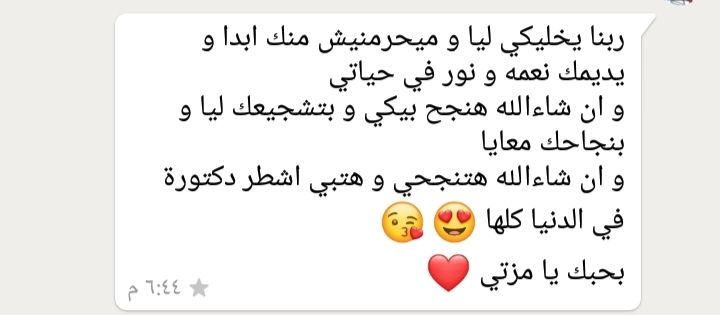 ربنا يخليكي ليا و ميحرمنيش منك ابدا و
يديمك نعمه و نور في حياتي
و ان شاءالله هنجح بيكي و بتشجيعك ليا و
بنجاحك معايا
و ان شاءالله هتنجحي و هتبي اشطر دكتورة
في الدنيا كلها 😍😘
بحبك يا مزتي ❤️
٦:٤٤ م